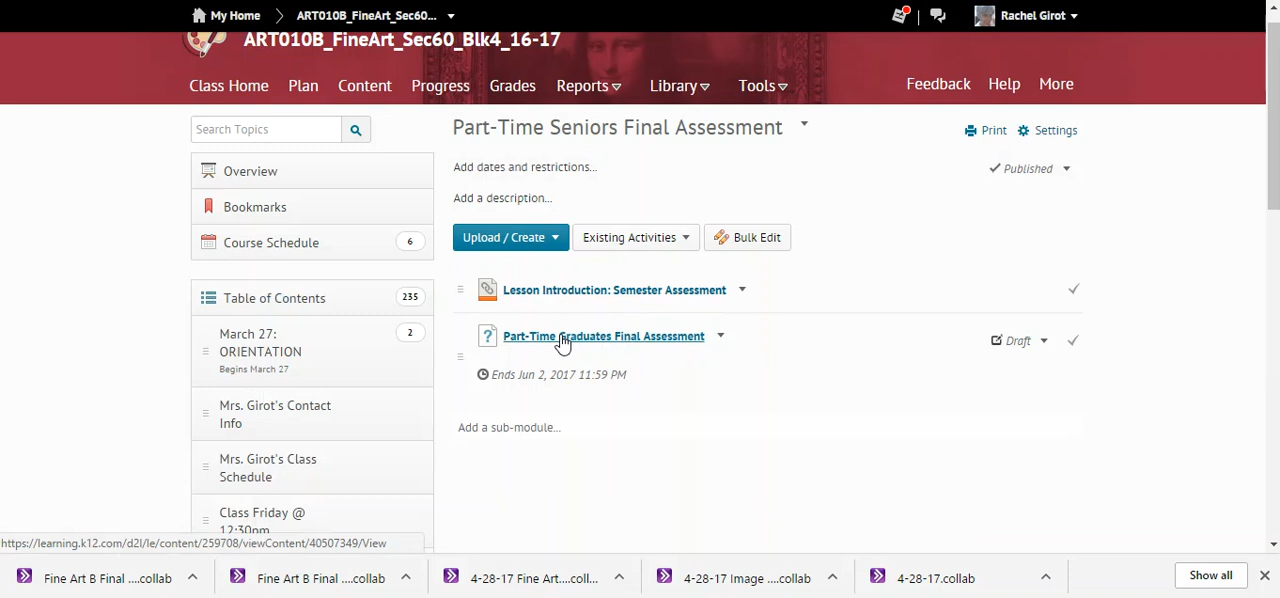 My Home
ART010B_FineArt_Sec60...
Rachel Girot
ART010B_FineArt_Sec60_Blk4_16-17
Class Home Plan Content Progress Grades Reports Library Tools
Feedback Help More
Search Topics
Overview
Bookmarks
Course Schedule 6
Table of Contents 235
March 27: 2
ORIENTATION
Begins March 27
Mrs. Girot's Contact
Info
Mrs. Girot's Class
Schedule
Class Friday @
12:30pm
Part-Time Seniors Final Assessment
Print Settings
Add dates and restrictions...
Published
Add a description...
Upload / Create Existing Activities Bulk Edit
Lesson Introduction: Semester Assessment
Part-Time Graduates Final Assessment
Draft
Ends Jun 2, 2017 11:59 PM
Add a sub-module...
https://learning.k12.com/d2l/le/content/259708/viewContent/40507349/View
Fine Art B Final ....collab
Fine Art B Final ....collab
4-28-17 Fine Art....coll...
4-28-17 Image ....collab
4-28-17.collab
Show all